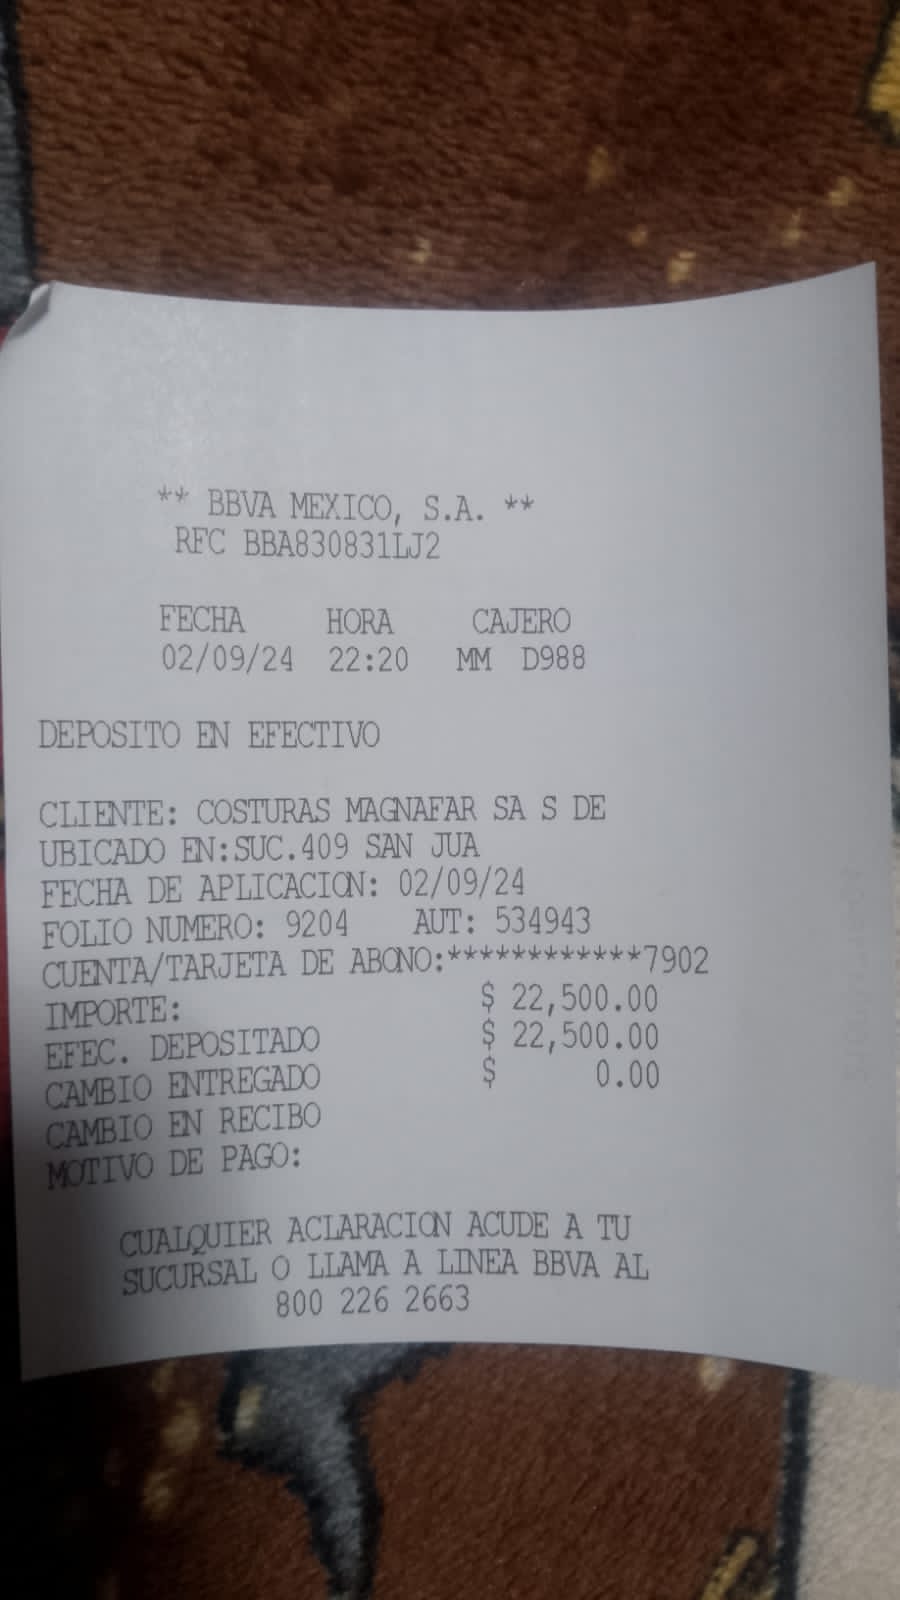 ** BBVA MEXICO, S.A. **
RFC BBA830831LJ2
FECHA HORA CAJERO
02/09/24 22:20 MM D988
DEPOSITO EN EFECTIVO
CLIENTE: COSTURAS MAGNAFAR SA S DE
UBICADO EN:SUC.409 SAN JUA
FECHA DE APLICACION: 02/09/24
FOLIO NUMERO: 9204 AUT: 534943
CUENTA/TARJETA DE ABONO:************7902
IMPORTE: $ 22,500.00
EFEC. DEPOSITADO $ 22,500.00
CAMBIO ENTREGADO $ 0.00
CAMBIO EN RECIBO
MOTIVO DE PAGO:
CUALQUIER ACLARACION ACUDE A TU
SUCURSAL O LLAMA A LINEA BBVA AL
800 226 2663